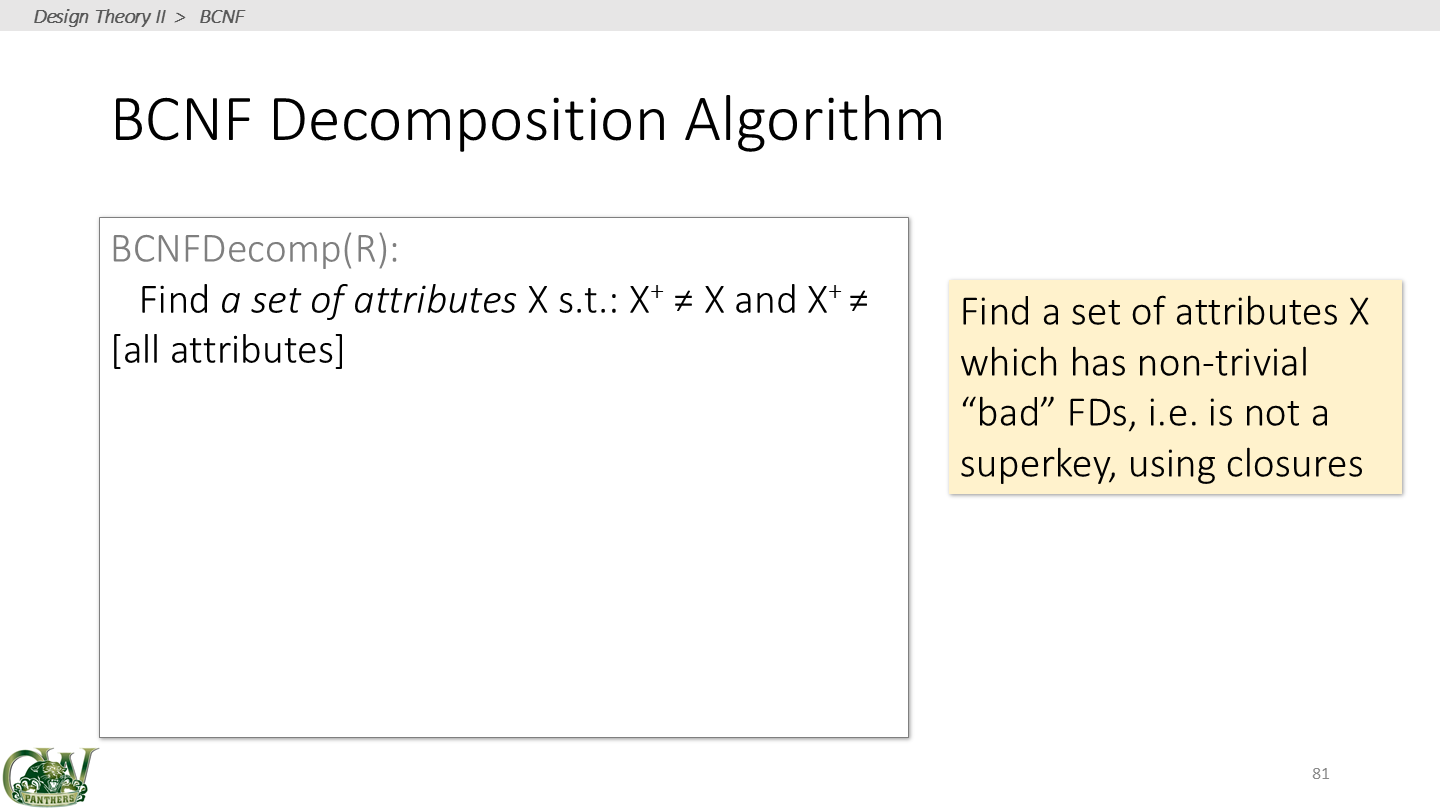 Design Theory II > BCNF
BCNF Decomposition Algorithm
BCNFDecomp(R):
Find a set of attributes X s.t.: X⁺ ≠ X and X⁺ ≠
[all attributes]
Find a set of attributes X
which has non-trivial
“bad” FDs, i.e. is not a
superkey, using closures
PANTHERS
81